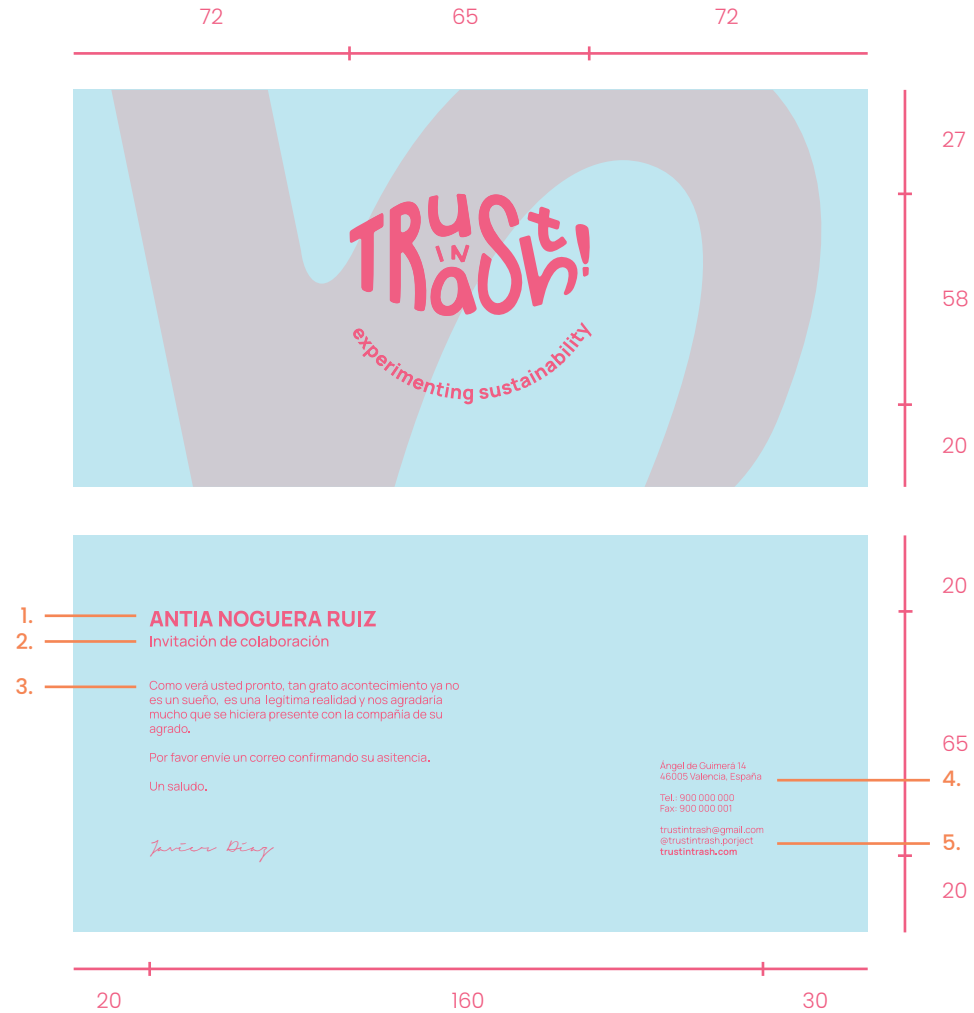 72 65 72
27
TRust
IN
trash!
experimenting sustainability
58
20
20
1. ANTIA NOGUERA RUIZ
2. Invitación de colaboración
3. Como verá usted pronto, tan grato acontecimiento ya no
es un sueño, es una legítima realidad y nos agradaría
mucho que se hiciera presente con la compañía de su
agrado.
Por favor envíe un correo confirmando su asitencia.
Un saludo.
Javier Díaz
65
Ángel de Guimerá 14
46005 Valencia, España
4.
Tel.: 900 000 000
Fax: 900 000 001
trustintrash@gmail.com
@trustintrash.porject
5.
trustintrash.com
20
20 160 30